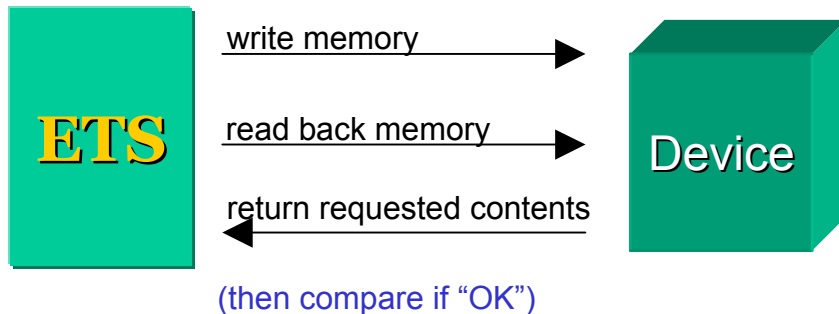 write memory
ETS
read back memory
Device
return requested contents
(then compare if “OK”)